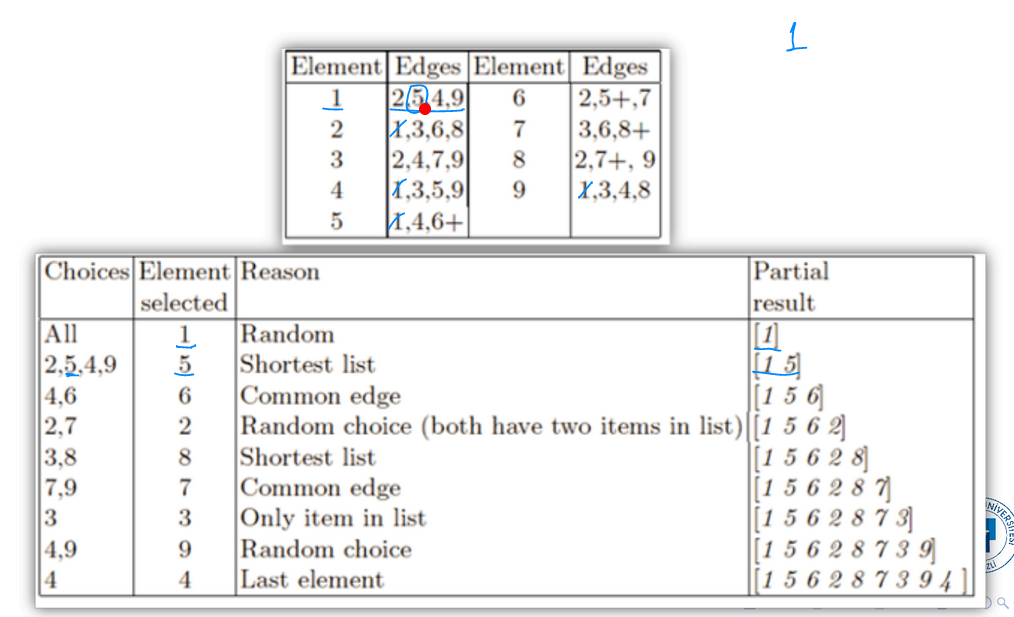 1
Element Edges Element Edges
1 2,5,4,9 6 2,5+,7
2 1,3,6,8 7 3,6,8+
3 2,4,7,9 8 2,7+, 9
4 1,3,5,9 9 1,3,4,8
5 1,4,6+
Choices Element Reason Partial
selected result
All 1 Random [1]
2,5,4,9 5 Shortest list [1 5]
4,6 6 Common edge [1 5 6]
2,7 2 Random choice (both have two items in list) [1 5 6 2]
3,8 8 Shortest list [1 5 6 2 8]
7,9 7 Common edge [1 5 6 2 8 7]
3 3 Only item in list [1 5 6 2 8 7 3]
4,9 9 Random choice [1 5 6 2 8 7 3 9]
4 4 Last element [1 5 6 2 8 7 3 9 4 ]